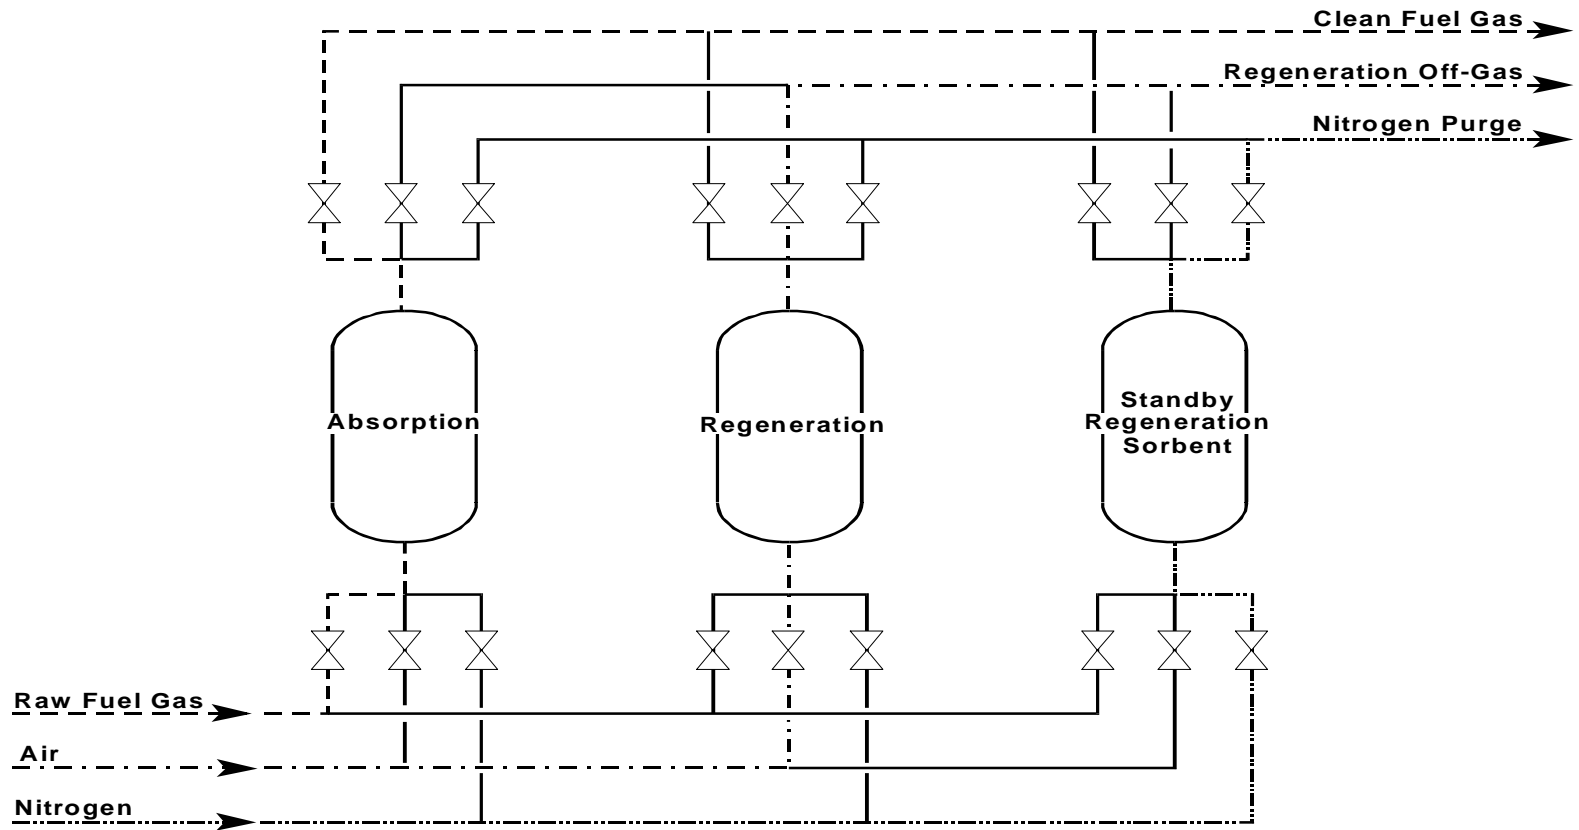 Clean Fuel Gas
Regeneration Off-Gas
Nitrogen Purge
Absorption
Regeneration
Standby
Regeneration
Sorbent
Raw Fuel Gas
Air
Nitrogen